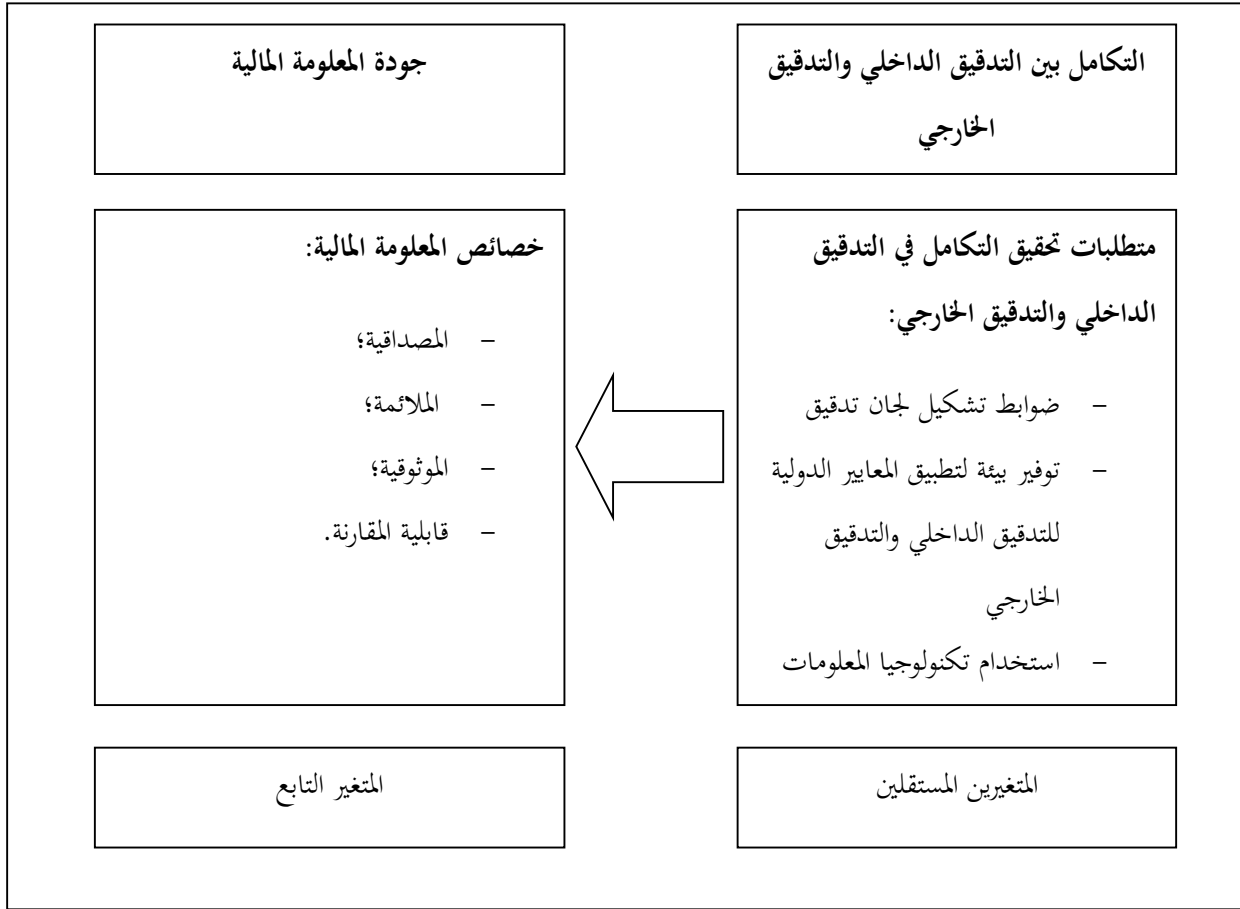 التكامل بين التدقيق الداخلي والتدقيق
الخارجي
جودة المعلومة المالية
متطلبات تحقيق التكامل في التدقيق
الداخلي والتدقيق الخارجي:
– ضوابط تشكيل لجان تدقيق
– توفير بيئة لتطبيق المعايير الدولية
للتدقيق الداخلي والتدقيق
الخارجي
– استخدام تكنولوجيا المعلومات
خصائص المعلومة المالية:
– المصداقية؛
– الملائمة؛
– الموثوقية؛
– قابلية المقارنة.
المتغيرين المستقلين
المتغير التابع